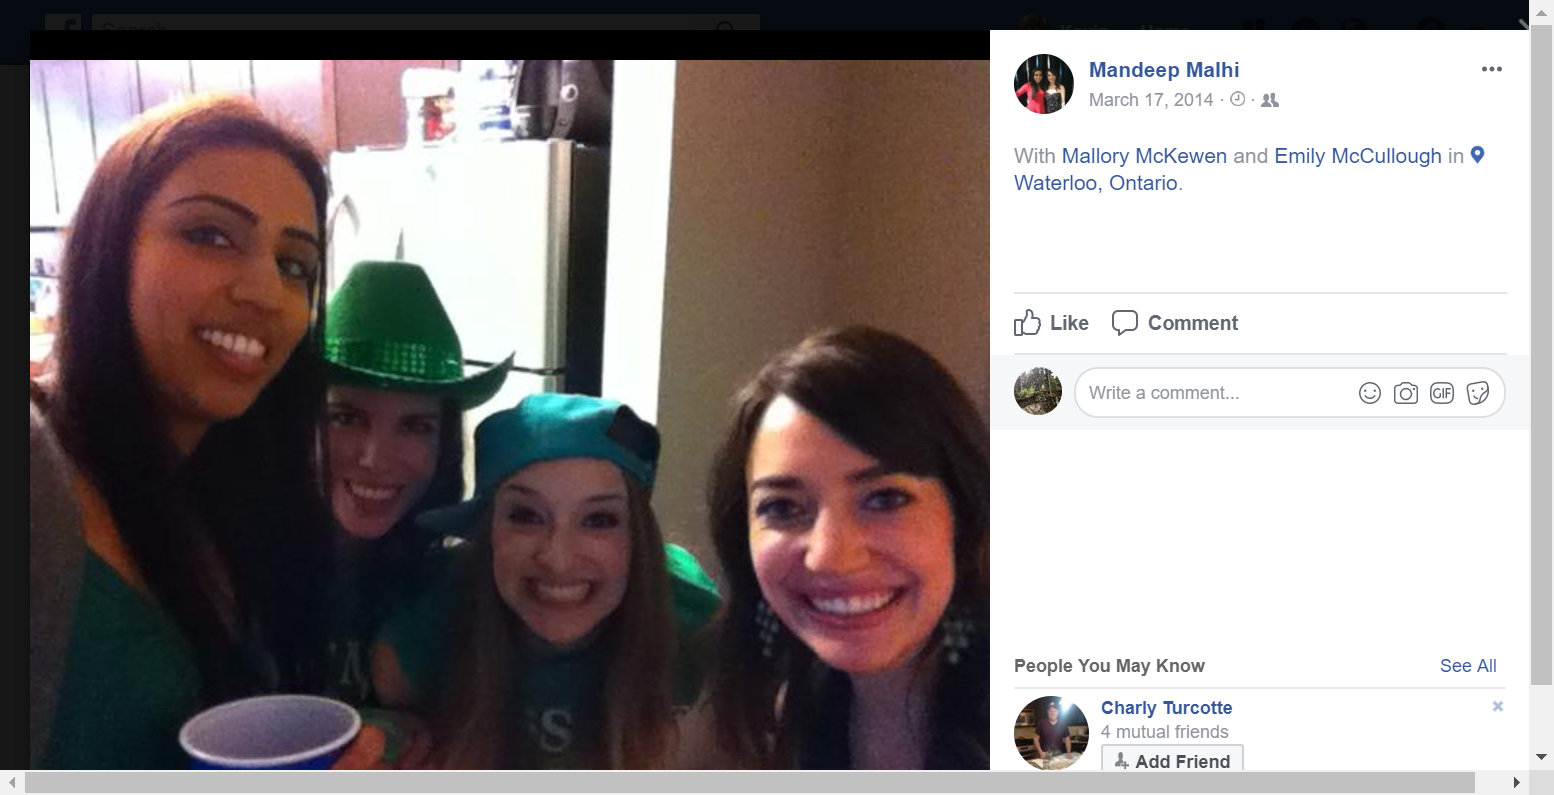 Search
Mandeep Malhi
March 17, 2014 · ·
With Mallory McKewen and Emily McCullough in
Waterloo, Ontario.
Like Comment
Write a comment...
GIF
People You May Know See All
Charly Turcotte
4 mutual friends
Add Friend